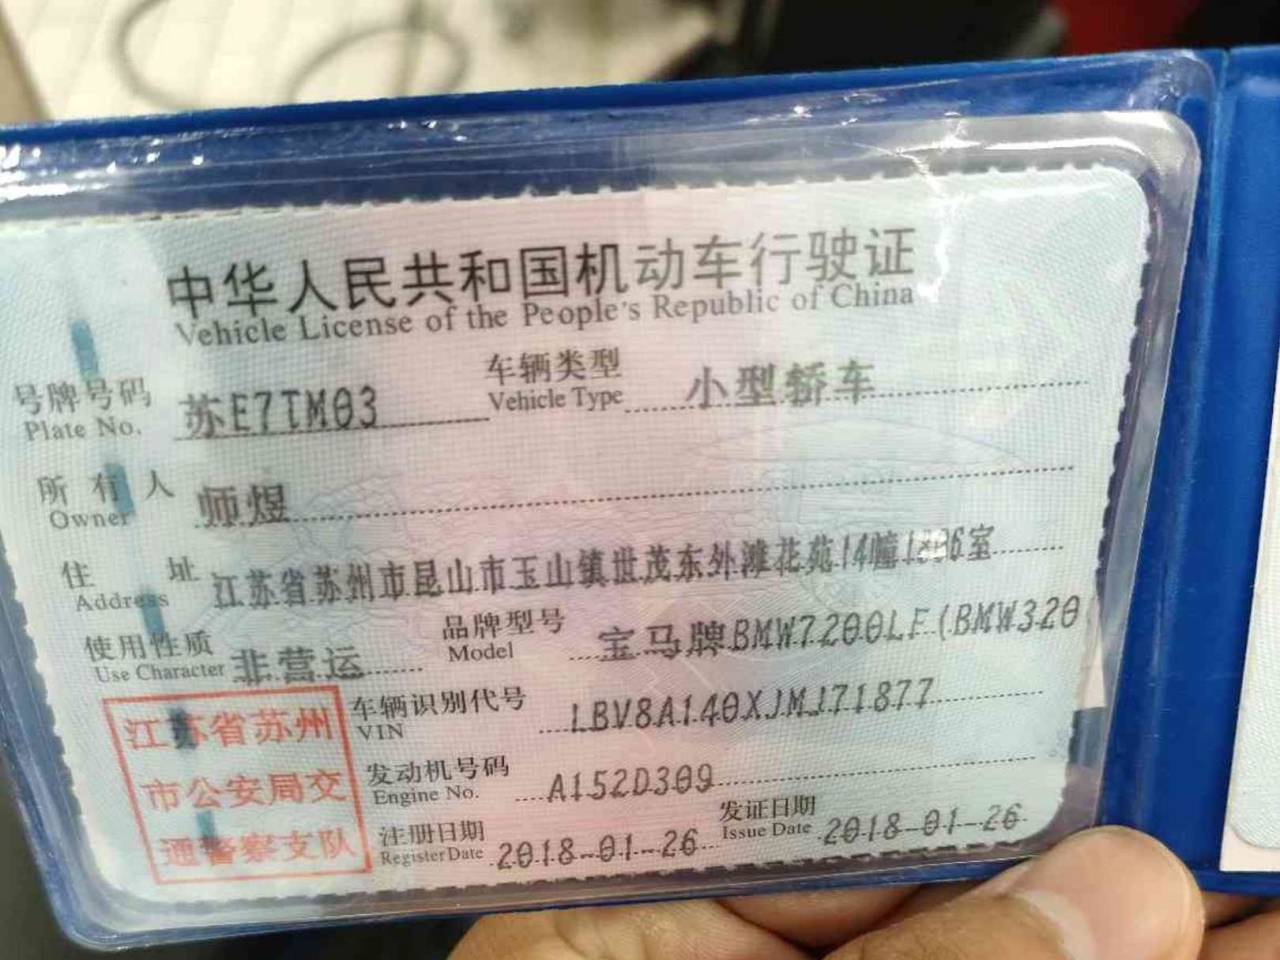 中华人民共和国机动车行驶证
Vehicle License of the People's Republic of China
号牌号码 苏E7TM03 车辆类型 小型轿车
Plate No. Vehicle Type
所有人 师煜
Owner
住址 江苏省苏州市昆山市玉山镇世茂东外滩花苑14幢1806室
Address
使用性质 非营运 品牌型号 宝马牌BMW7200LF(BMW320
Use Character Model
江苏省苏州
市公安局交
通警察支队
车辆识别代号 LBV8A140XJMJ71877
VIN
发动机号码 A152D309
Engine No.
注册日期 2018-01-26 发证日期 2018-01-26
Register Date Issue Date